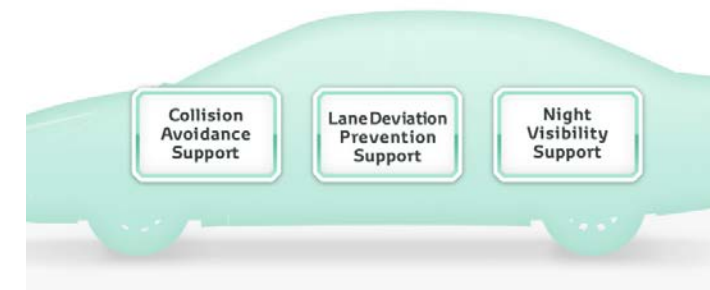 Collision
Avoidance
Support
Lane Deviation
Prevention
Support
Night
Visibility
Support